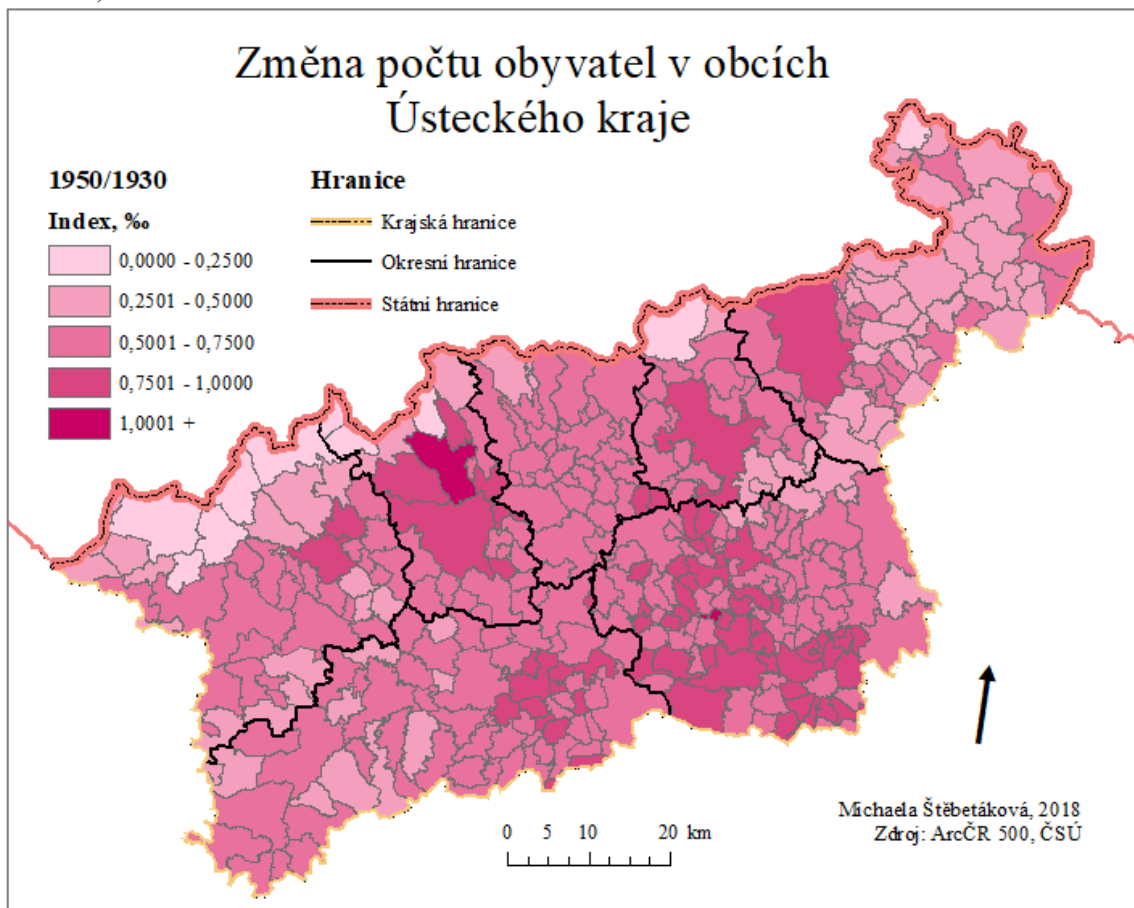 Změna počtu obyvatel v obcích
Ústeckého kraje
1950/1930
Index, ‰
0,0000 - 0,2500
0,2501 - 0,5000
0,5001 - 0,7500
0,7501 - 1,0000
1,0001 +
Hranice
Krajská hranice
Okresní hranice
Státní hranice
0 5 10 20 km
Michaela Štěbetáková, 2018
Zdroj: ArcČR 500, ČSÚ